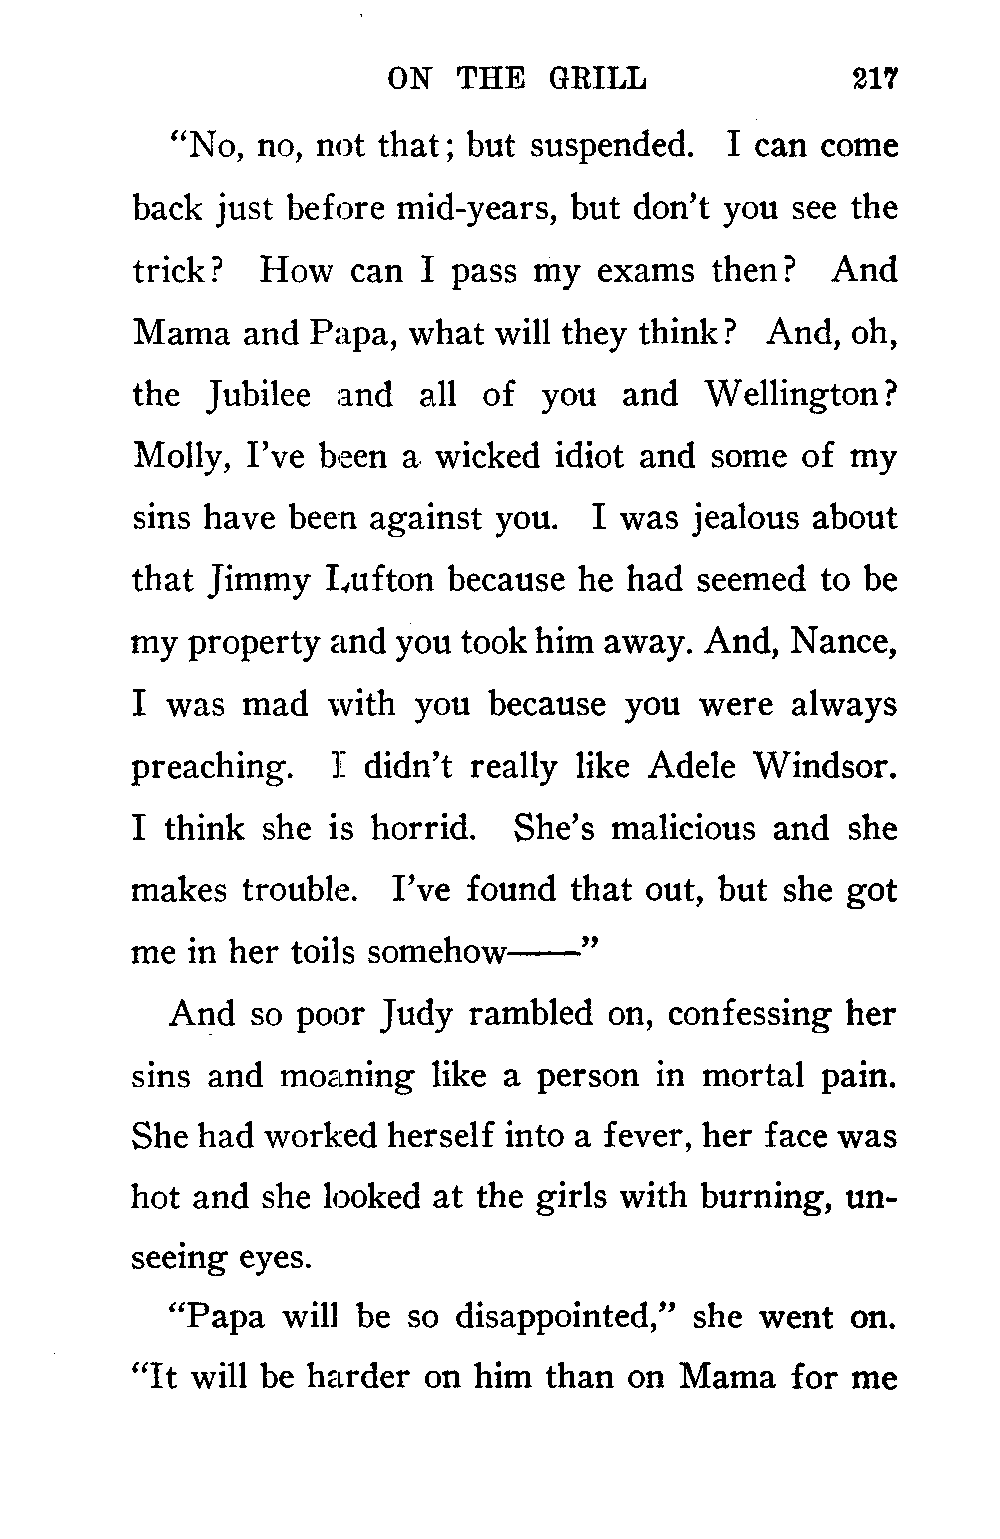 ON THE GRILL 217
“No, no, not that; but suspended. I can come
back just before mid-years, but don’t you see the
trick? How can I pass my exams then? And
Mama and Papa, what will they think? And, oh,
the Jubilee and all of you and Wellington?
Molly, I’ve been a wicked idiot and some of my
sins have been against you. I was jealous about
that Jimmy Lufton because he had seemed to be
my property and you took him away. And, Nance,
I was mad with you because you were always
preaching. I didn’t really like Adele Windsor.
I think she is horrid. She’s malicious and she
makes trouble. I’ve found that out, but she got
me in her toils somehow——”
And so poor Judy rambled on, confessing her
sins and moaning like a person in mortal pain.
She had worked herself into a fever, her face was
hot and she looked at the girls with burning, un-
seeing eyes.
“Papa will be so disappointed,” she went on.
“It will be harder on him than on Mama for me